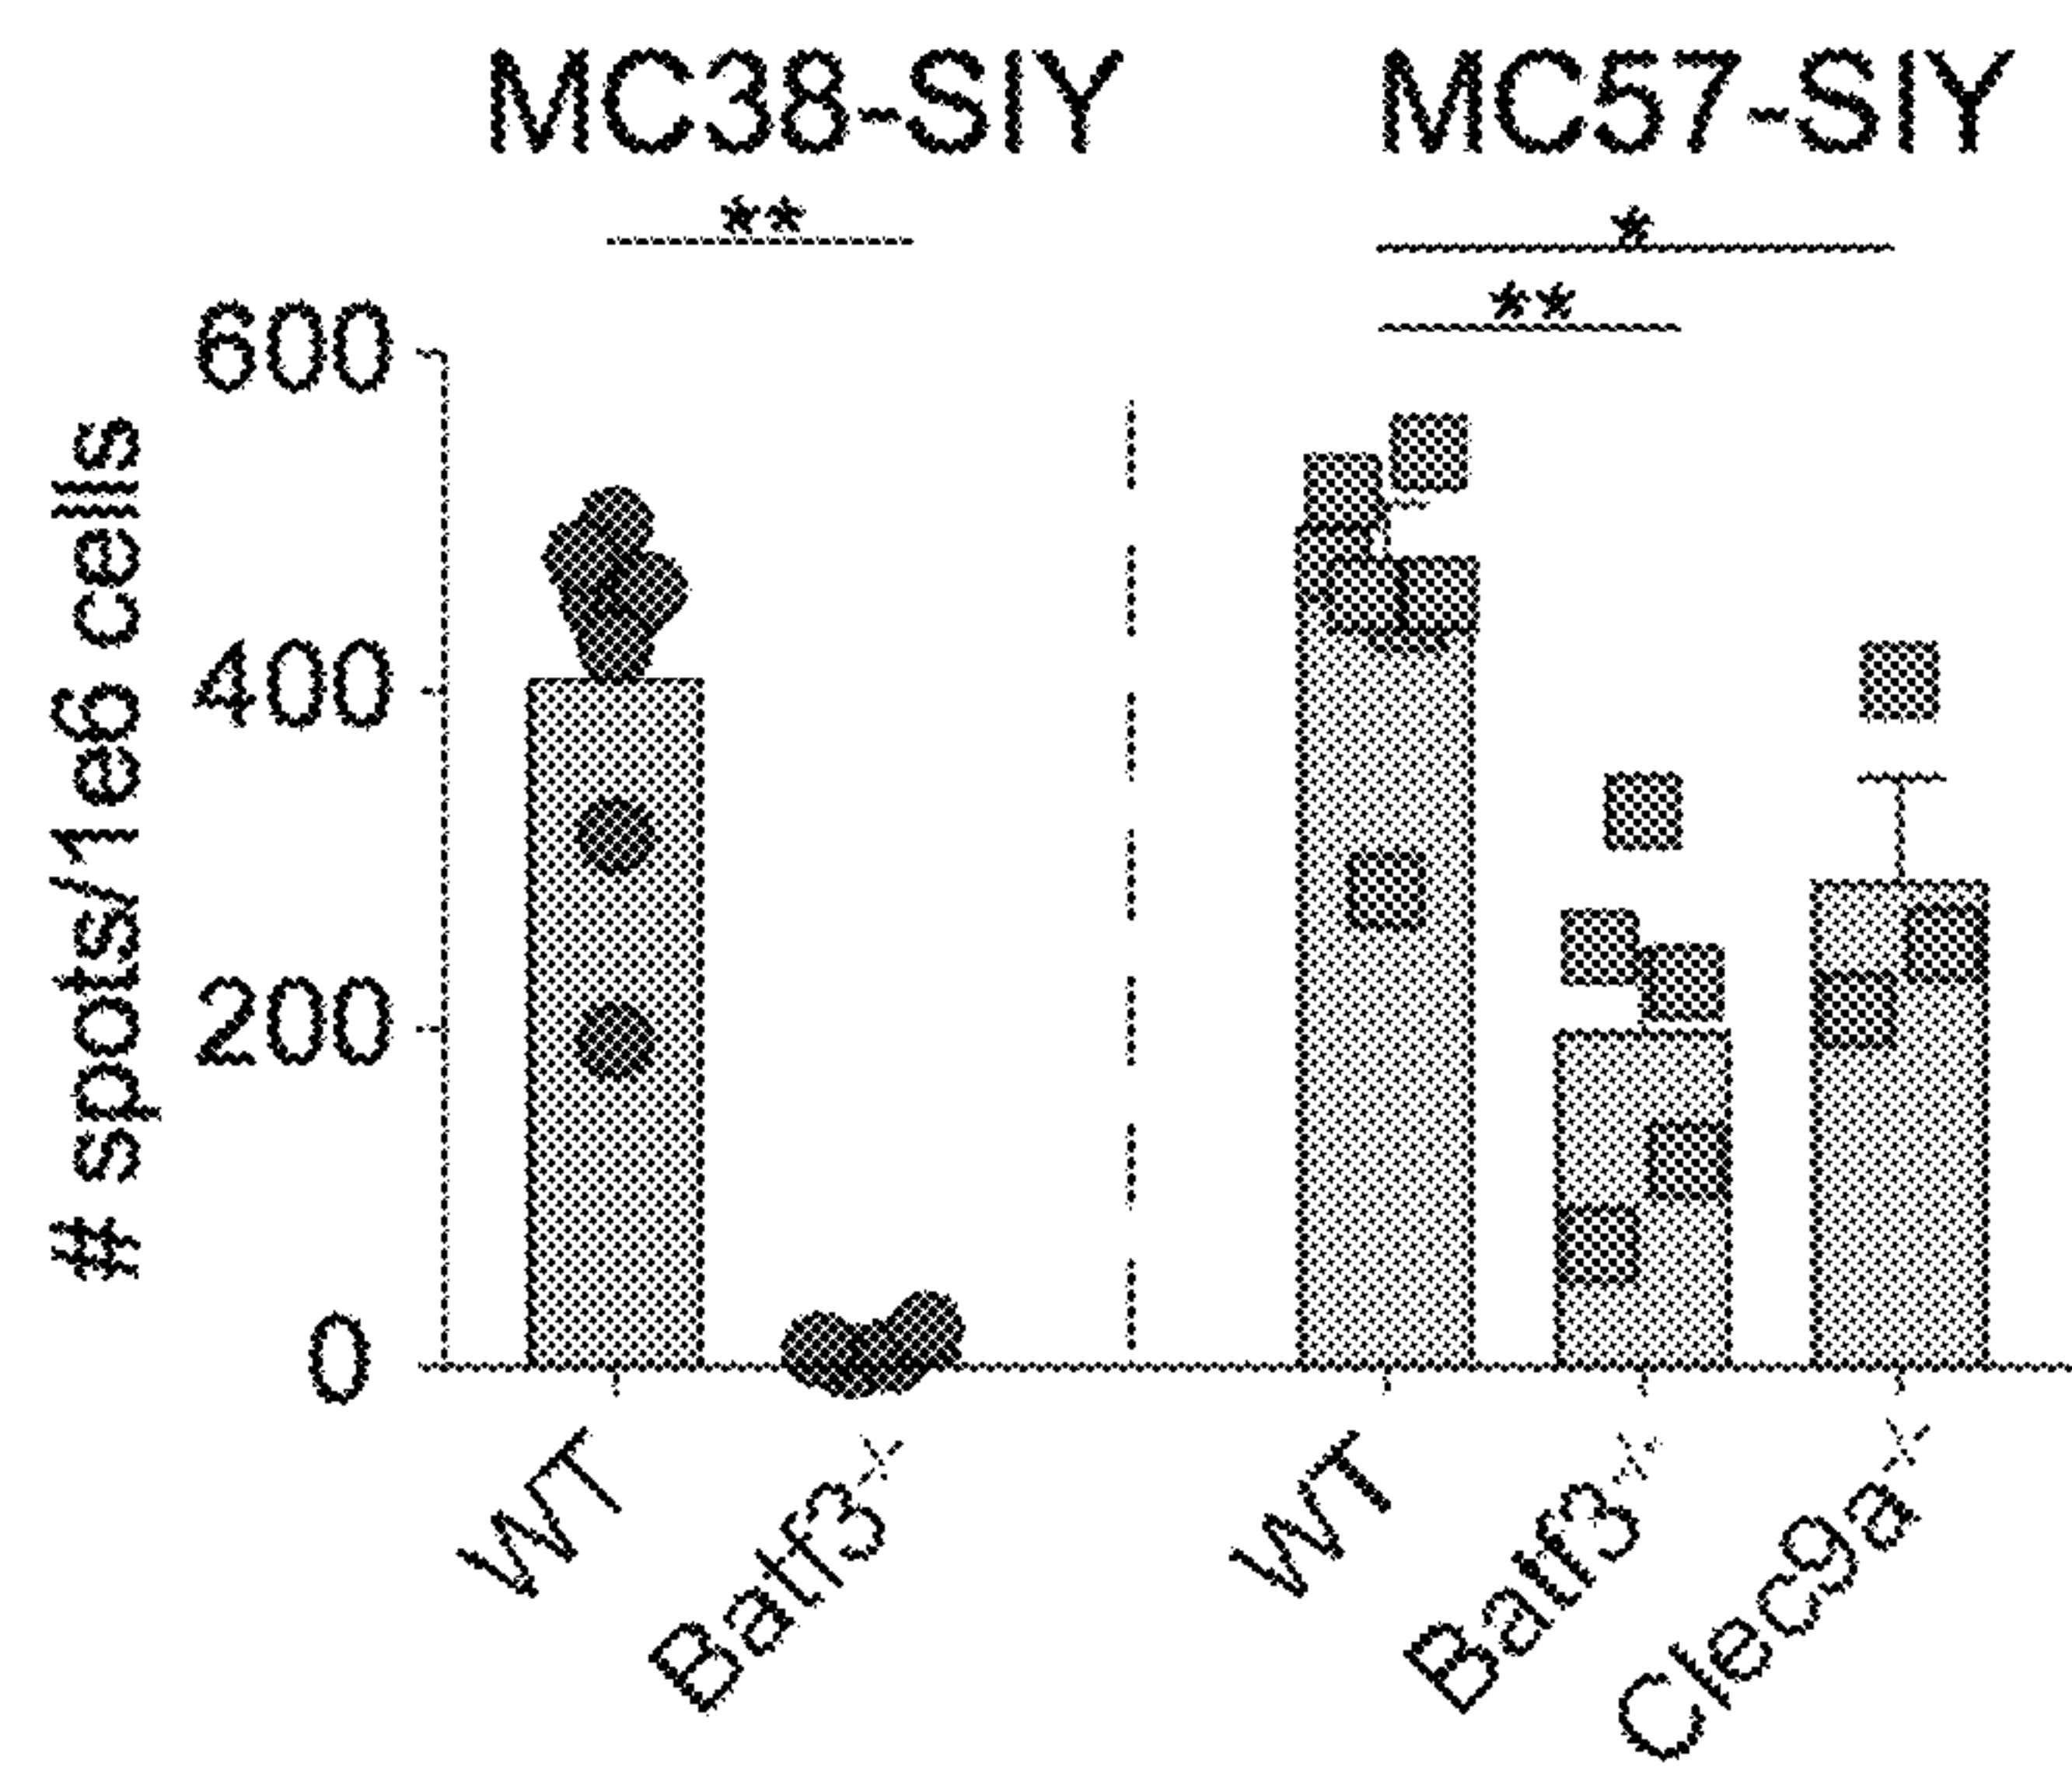 MC38-SIY MC57-SIY
** *
**
600
400
200
0
# spots/1e6 cells
WT Batf3-/- WT Batf3-/- Clec9a-/-